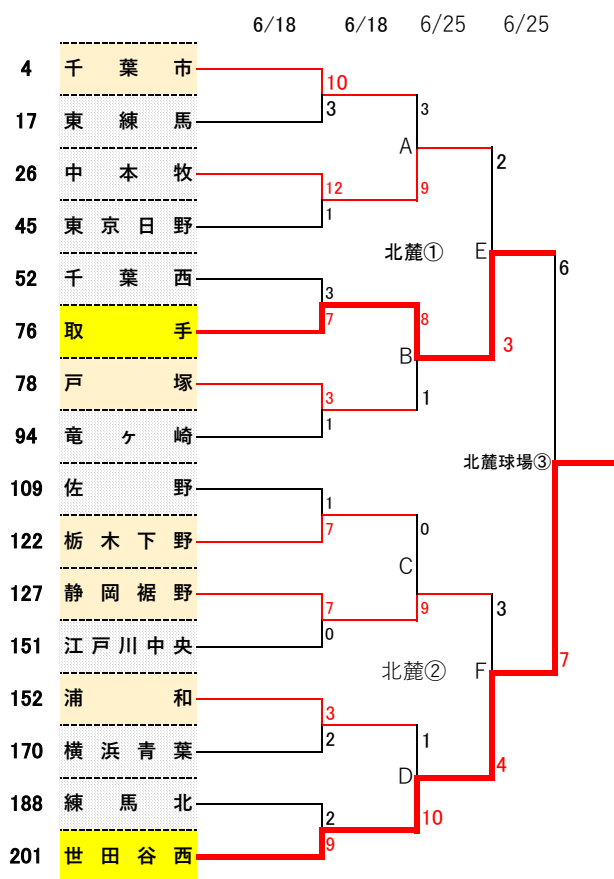 6/18 6/18 6/25 6/25
4 千葉市
10
3
17 東練馬
3
A
2
26 中本牧
12
9
1
45 東京日野
北麓① E
6
52 千葉西
3
7
8
76 取手
3
B
78 戸塚
3
1
1
94 竜ヶ崎
北麓球場③
109 佐野
1
7
0
122 栃木下野
C
127 静岡裾野
7
9
3
0
151 江戸川中央
北麓② F
7
152 浦和
3
2
1
170 横浜青葉
4
D
188 練馬北
2
10
9
201 世田谷西